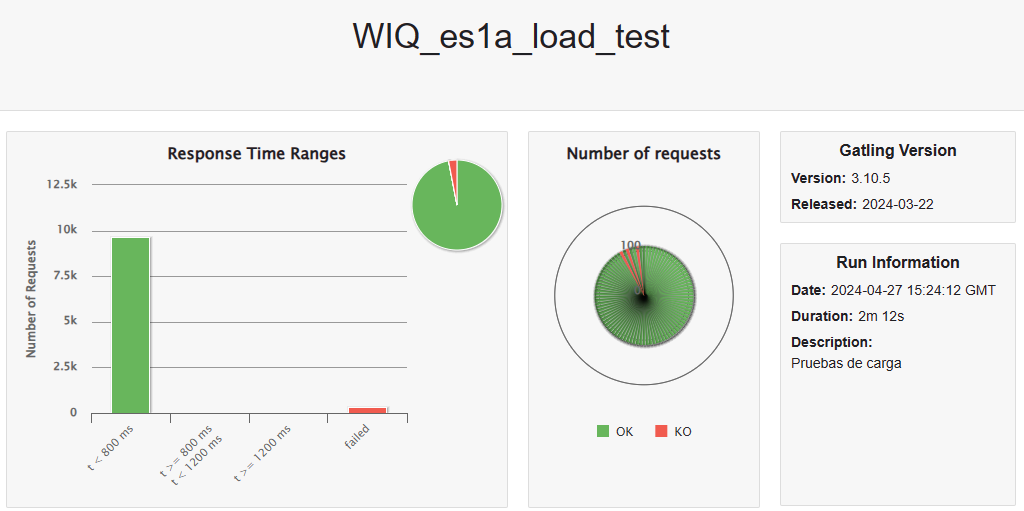 WIQ_es1a_load_test
Response Time Ranges
Number of Requests
12.5k
10k
7.5k
5k
2.5k
0
t < 800 ms
t >= 800 ms
t < 1200 ms
t >= 1200 ms
failed
Number of requests
100
0
OK
KO
Gatling Version
Version: 3.10.5
Released: 2024-03-22
Run Information
Date: 2024-04-27 15:24:12 GMT
Duration: 2m 12s
Description:
Pruebas de carga